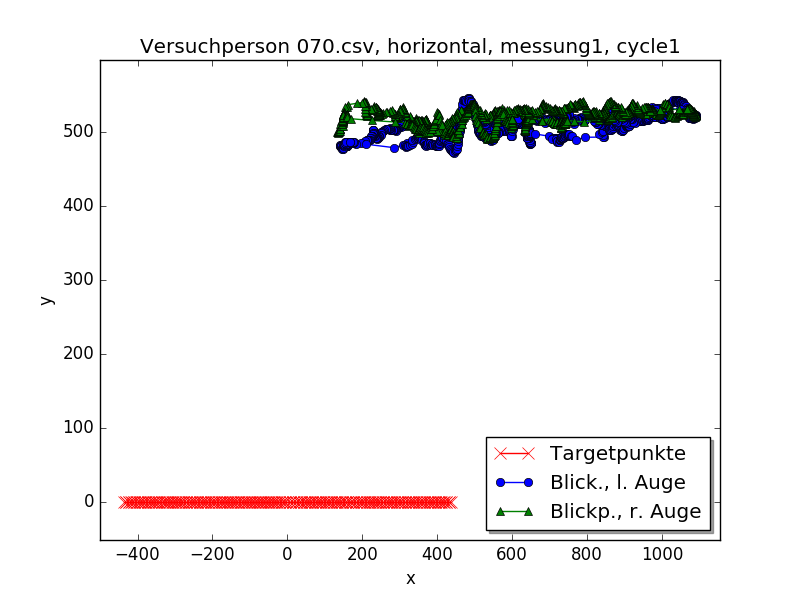 Versuchperson 070.csv, horizontal, messung1, cycle1
500
400
300
200
100
0
y
−400 −200 0 200 400 600 800 1000
x
Targetpunkte
Blick., l. Auge
Blickp., r. Auge